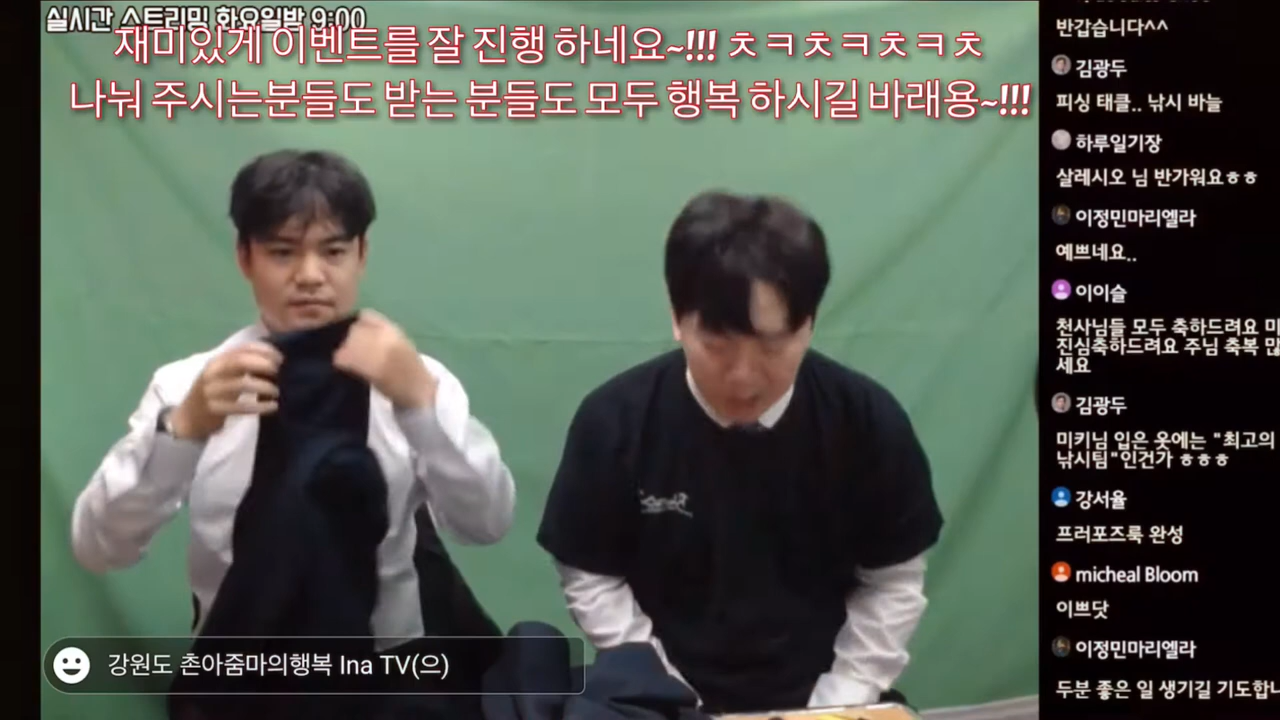 실시간 스트리밍 화요일밤 9:00
재미있게 이벤트를 잘 진행 하네요~!!! ㅊㅋㅊㅋㅊㅋㅊ
나눠 주시는분들도 받는 분들도 모두 행복 하시길 바래용~!!!
강원도 촌아줌마의행복 Ina TV(으)
반갑습니다^^
김광두
피싱 태클.. 낚시 바늘
하루일기장
살레시오 님 반가워요ㅎㅎ
이정민마리엘라
예쁘네요..
이이슬
천사님들 모두 축하드려요 미
진심축하드려요 주님 축복 많
세요
김광두
미키님 입은 옷에는 "최고의
낚시팀"인건가 ㅎㅎㅎ
강서율
프러포즈룩 완성
micheal Bloom
이쁘닷
이정민마리엘라
두분 좋은 일 생기길 기도합니